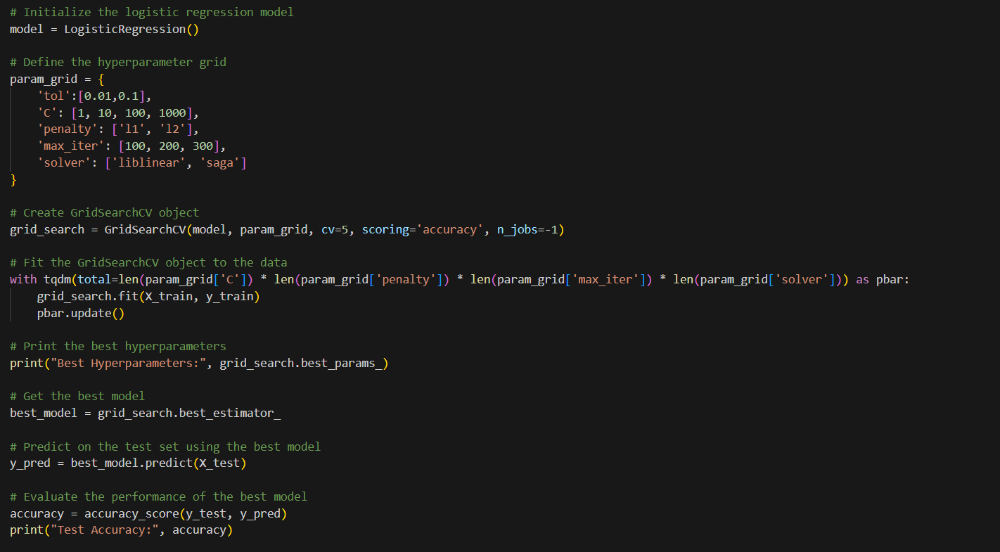 # Initialize the logistic regression model
model = LogisticRegression()
# Define the hyperparameter grid
param_grid = {
    'tol':[0.01,0.1],
    'C': [1, 10, 100, 1000],
    'penalty': ['l1', 'l2'],
    'max_iter': [100, 200, 300],
    'solver': ['liblinear', 'saga']
}
# Create GridSearchCV object
grid_search = GridSearchCV(model, param_grid, cv=5, scoring='accuracy', n_jobs=-1)
# Fit the GridSearchCV object to the data
with tqdm(total=len(param_grid['C']) * len(param_grid['penalty']) * len(param_grid['max_iter']) * len(param_grid['solver'])) as pbar:
    grid_search.fit(X_train, y_train)
    pbar.update()
# Print the best hyperparameters
print("Best Hyperparameters:", grid_search.best_params_)
# Get the best model
best_model = grid_search.best_estimator_
# Predict on the test set using the best model
y_pred = best_model.predict(X_test)
# Evaluate the performance of the best model
accuracy = accuracy_score(y_test, y_pred)
print("Test Accuracy:", accuracy)